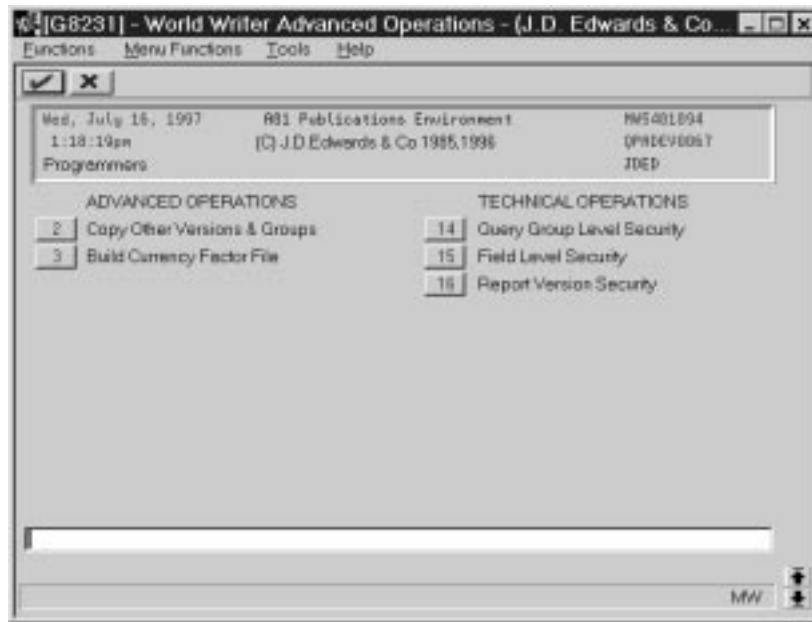 [G8231] - World Writer Advanced Operations - (J.D. Edwards & Co...
Functions Menu Functions Tools Help
Wed, July 16, 1997 A81 Publications Environment MW5401894
1:18:19pm (C) J.D.Edwards & Co 1985,1996 QPADEV0067
Programmers JDED
ADVANCED OPERATIONS TECHNICAL OPERATIONS
2 Copy Other Versions & Groups 14 Query Group Level Security
3 Build Currency Factor File 15 Field Level Security
16 Report Version Security
MW